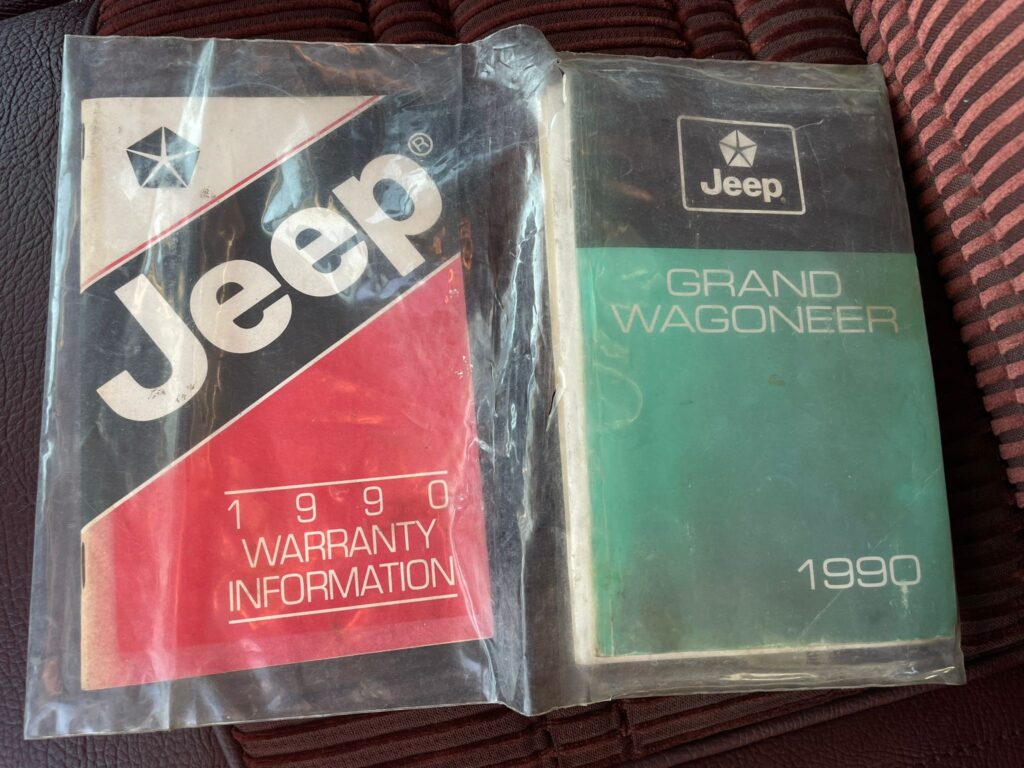 Jeep®
1990
WARRANTY
INFORMATION
Jeep
GRAND
WAGONEER
1990